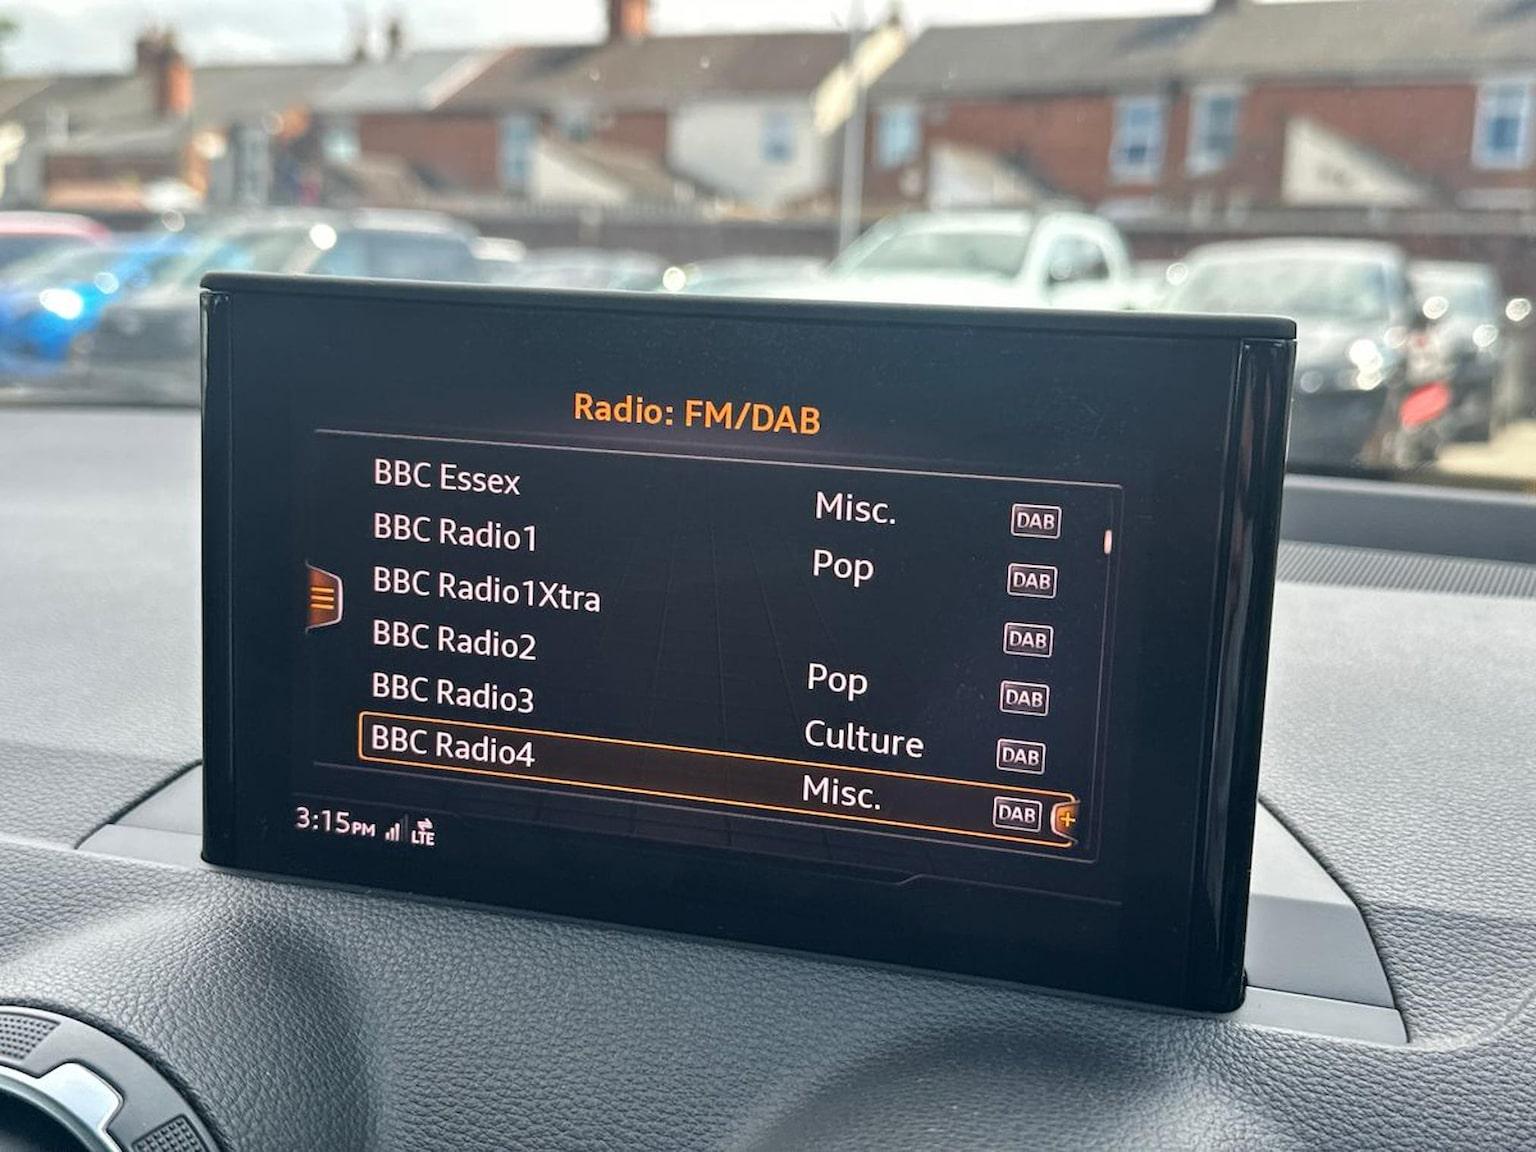 Radio: FM/DAB
BBC Essex Misc. DAB
BBC Radio1 Pop DAB
BBC Radio1Xtra DAB
BBC Radio2 Pop DAB
BBC Radio3 Culture DAB
BBC Radio4 Misc. DAB
3:15PM LTE